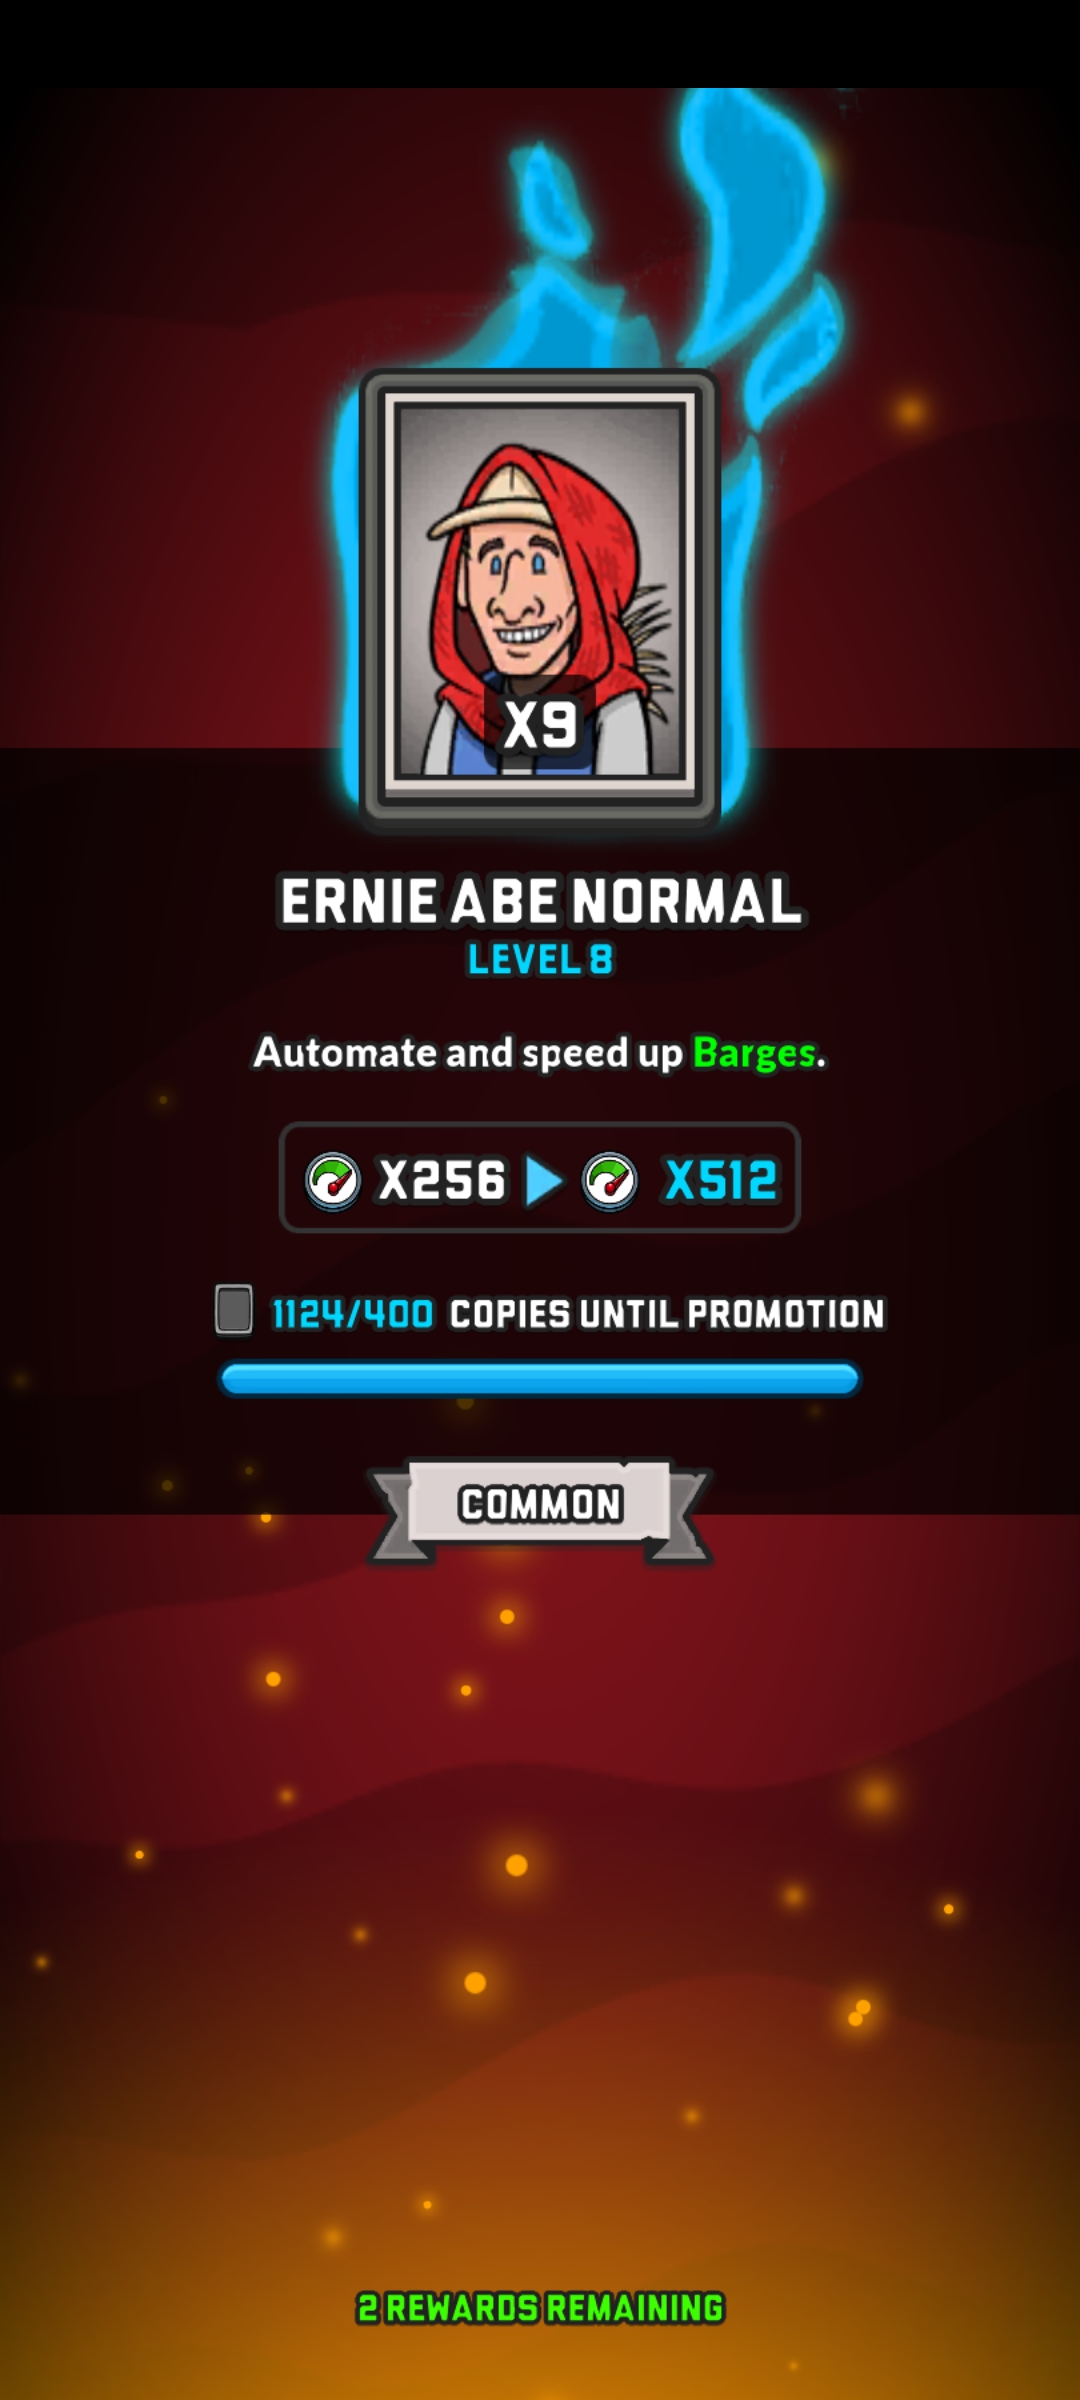 X9
ERNIE ABE NORMAL
LEVEL 8
Automate and speed up Barges.
X256 X512
1124/400 COPIES UNTIL PROMOTION
COMMON
2 REWARDS REMAINING